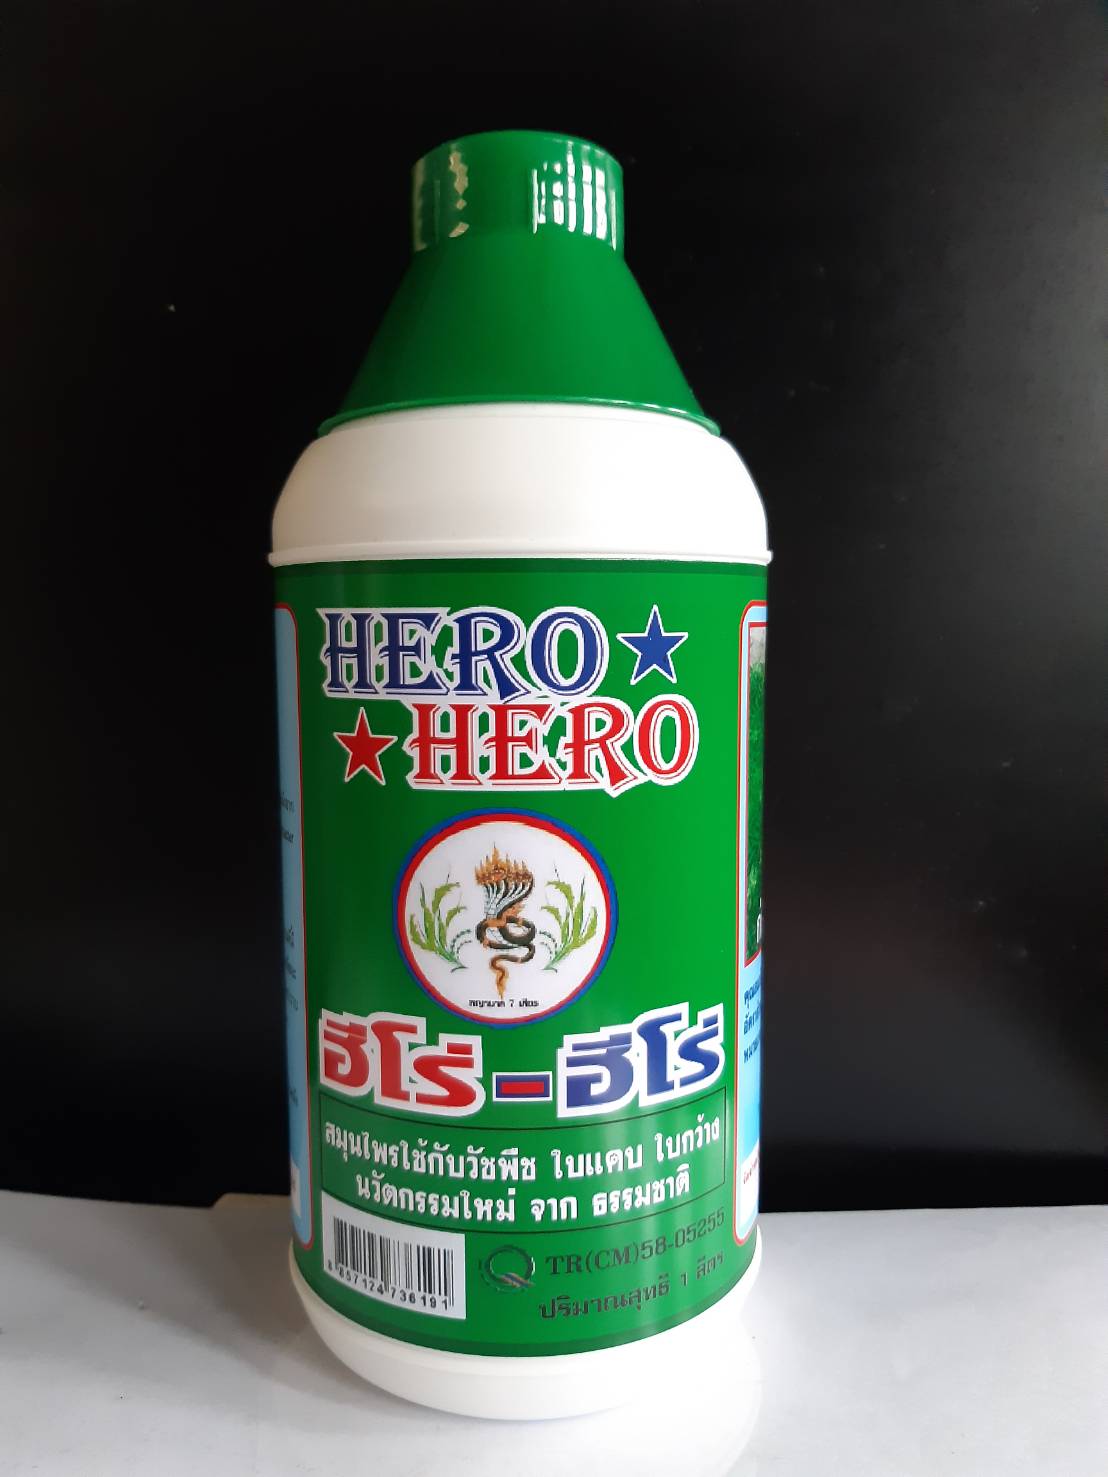 HERO
HERO
พญานาค 7 เศียร
ฮีโร่ - ฮีโร่
สมุนไพรใช้กับวัชพืช ใบแคบ ใบกว้าง
นวัตกรรมใหม่ จาก ธรรมชาติ
8 857124 736191
Q TR(CM)58-05255
ปริมาณสุทธิ 1 ลิตร